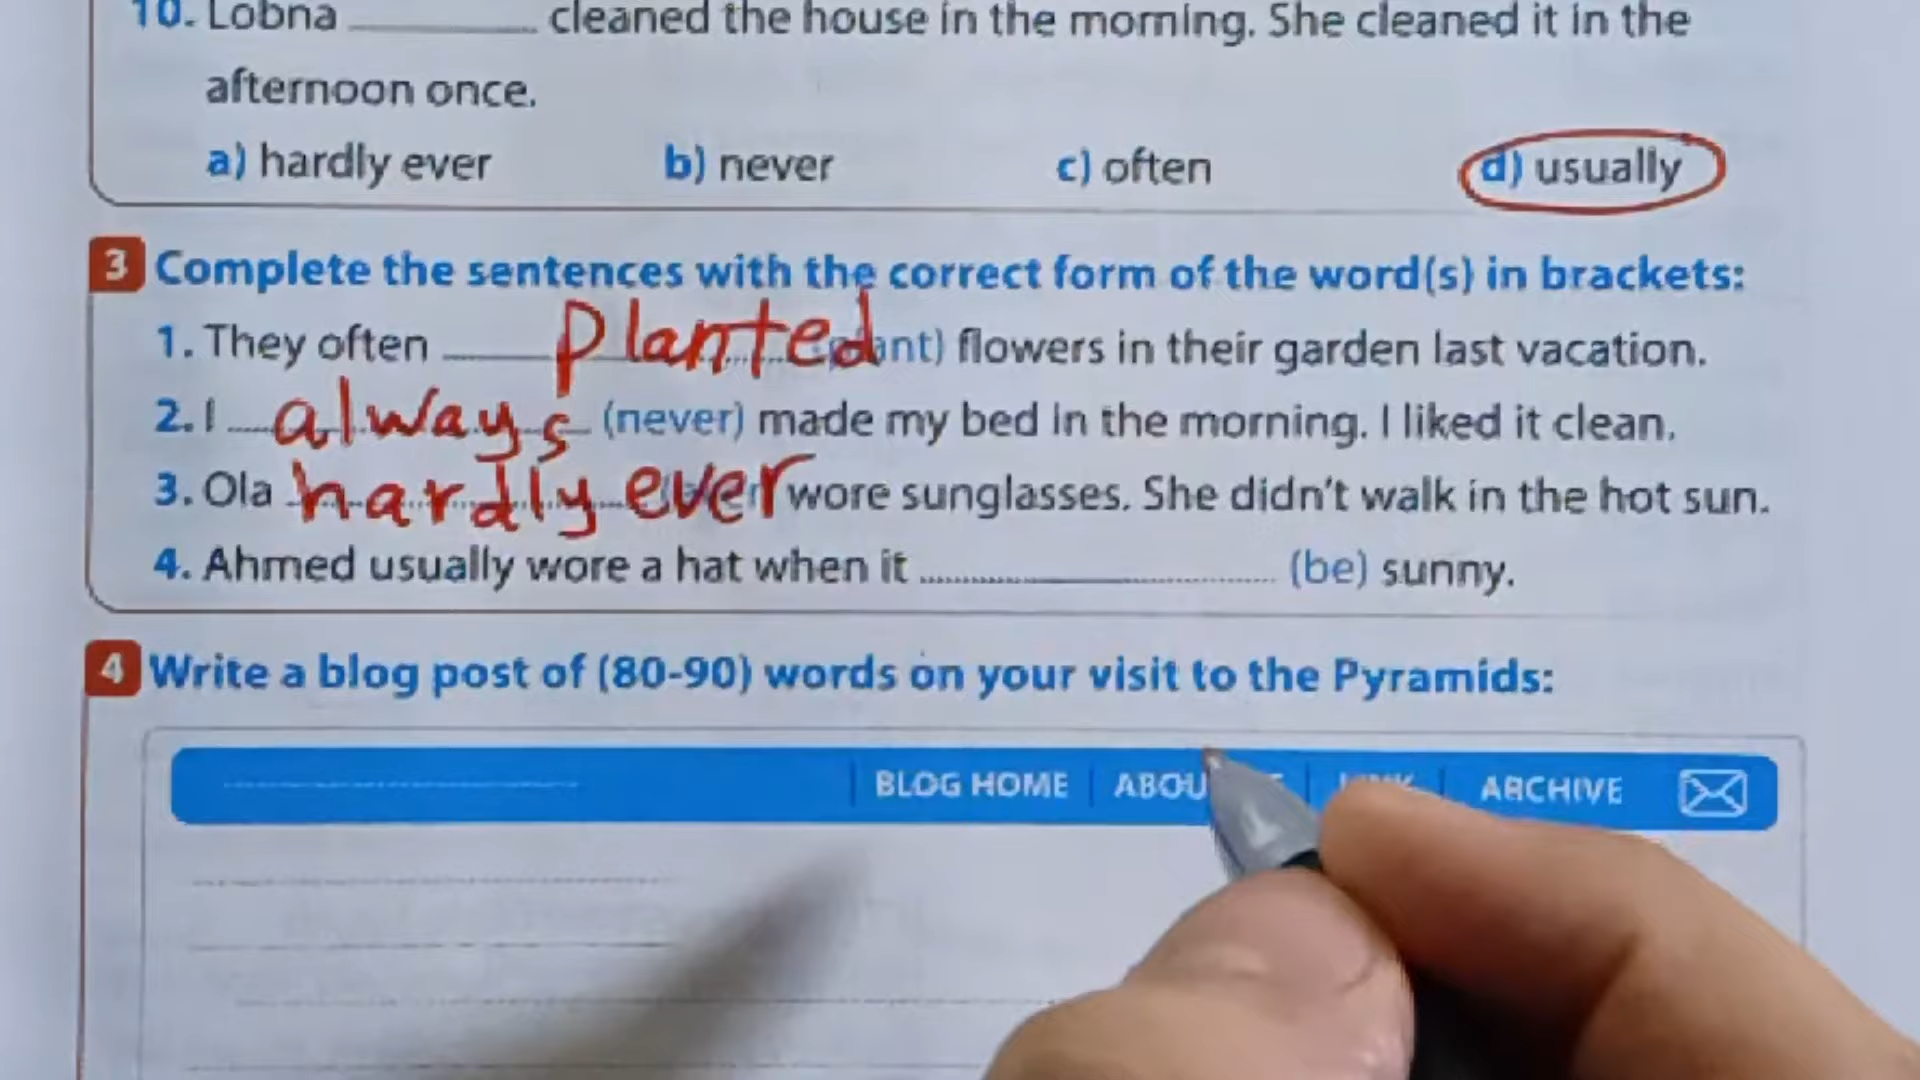 10. Lobna ______ cleaned the house in the morning. She cleaned it in the
afternoon once.
a) hardly ever b) never c) often d) usually
3 Complete the sentences with the correct form of the word(s) in brackets:
1. They often planted flowers in their garden last vacation.
2. I always (never) made my bed in the morning. I liked it clean.
3. Ola hardly ever wore sunglasses. She didn't walk in the hot sun.
4. Ahmed usually wore a hat when it ............ (be) sunny.
4 Write a blog post of (80-90) words on your visit to the Pyramids:
BLOG HOME ARCHIVE